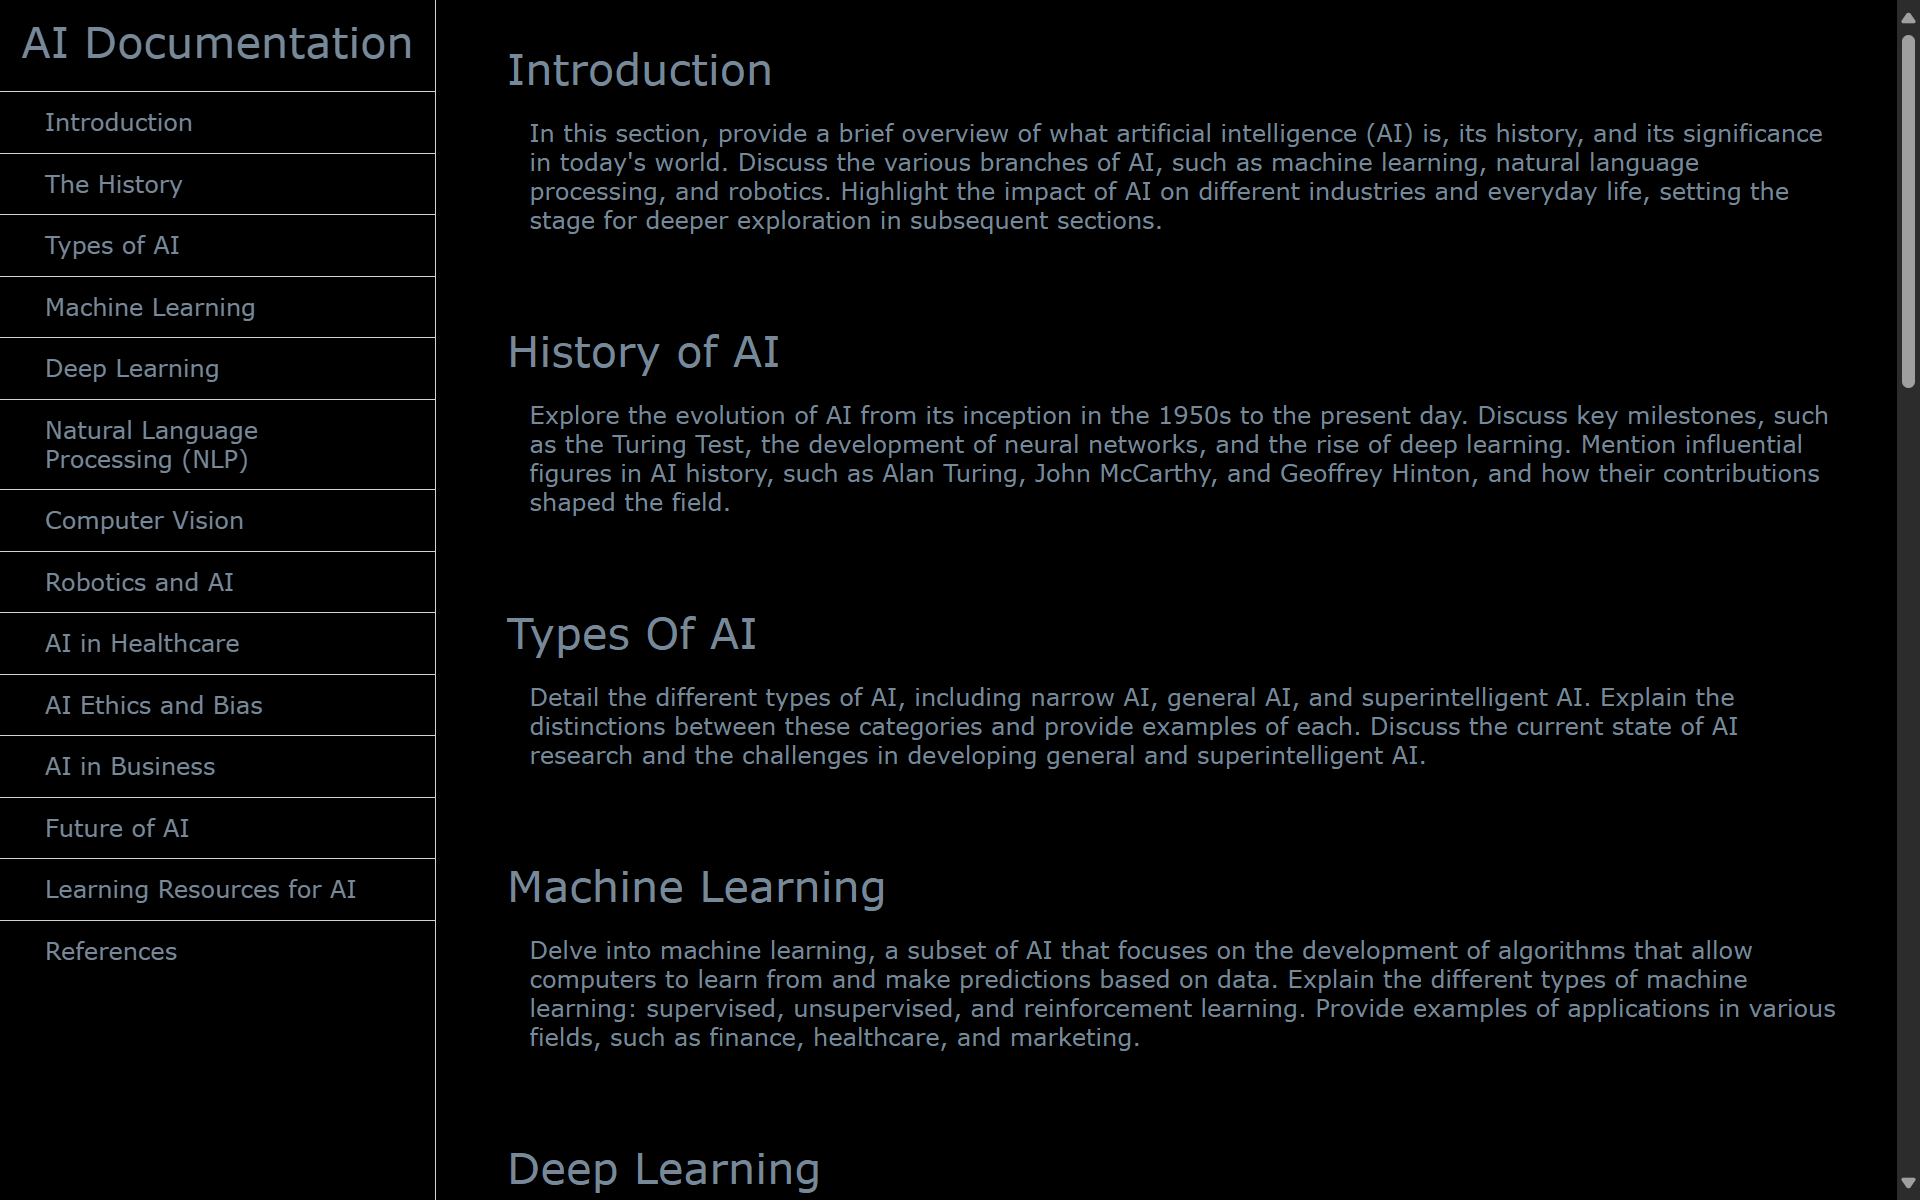 AI Documentation
Introduction
The History
Types of AI
Machine Learning
Deep Learning
Natural Language
Processing (NLP)
Computer Vision
Robotics and AI
AI in Healthcare
AI Ethics and Bias
AI in Business
Future of AI
Learning Resources for AI
References
Introduction
In this section, provide a brief overview of what artificial intelligence (AI) is, its history, and its significance
in today's world. Discuss the various branches of AI, such as machine learning, natural language
processing, and robotics. Highlight the impact of AI on different industries and everyday life, setting the
stage for deeper exploration in subsequent sections.
History of AI
Explore the evolution of AI from its inception in the 1950s to the present day. Discuss key milestones, such
as the Turing Test, the development of neural networks, and the rise of deep learning. Mention influential
figures in AI history, such as Alan Turing, John McCarthy, and Geoffrey Hinton, and how their contributions
shaped the field.
Types Of AI
Detail the different types of AI, including narrow AI, general AI, and superintelligent AI. Explain the
distinctions between these categories and provide examples of each. Discuss the current state of AI
research and the challenges in developing general and superintelligent AI.
Machine Learning
Delve into machine learning, a subset of AI that focuses on the development of algorithms that allow
computers to learn from and make predictions based on data. Explain the different types of machine
learning: supervised, unsupervised, and reinforcement learning. Provide examples of applications in various
fields, such as finance, healthcare, and marketing.
Deep Learning